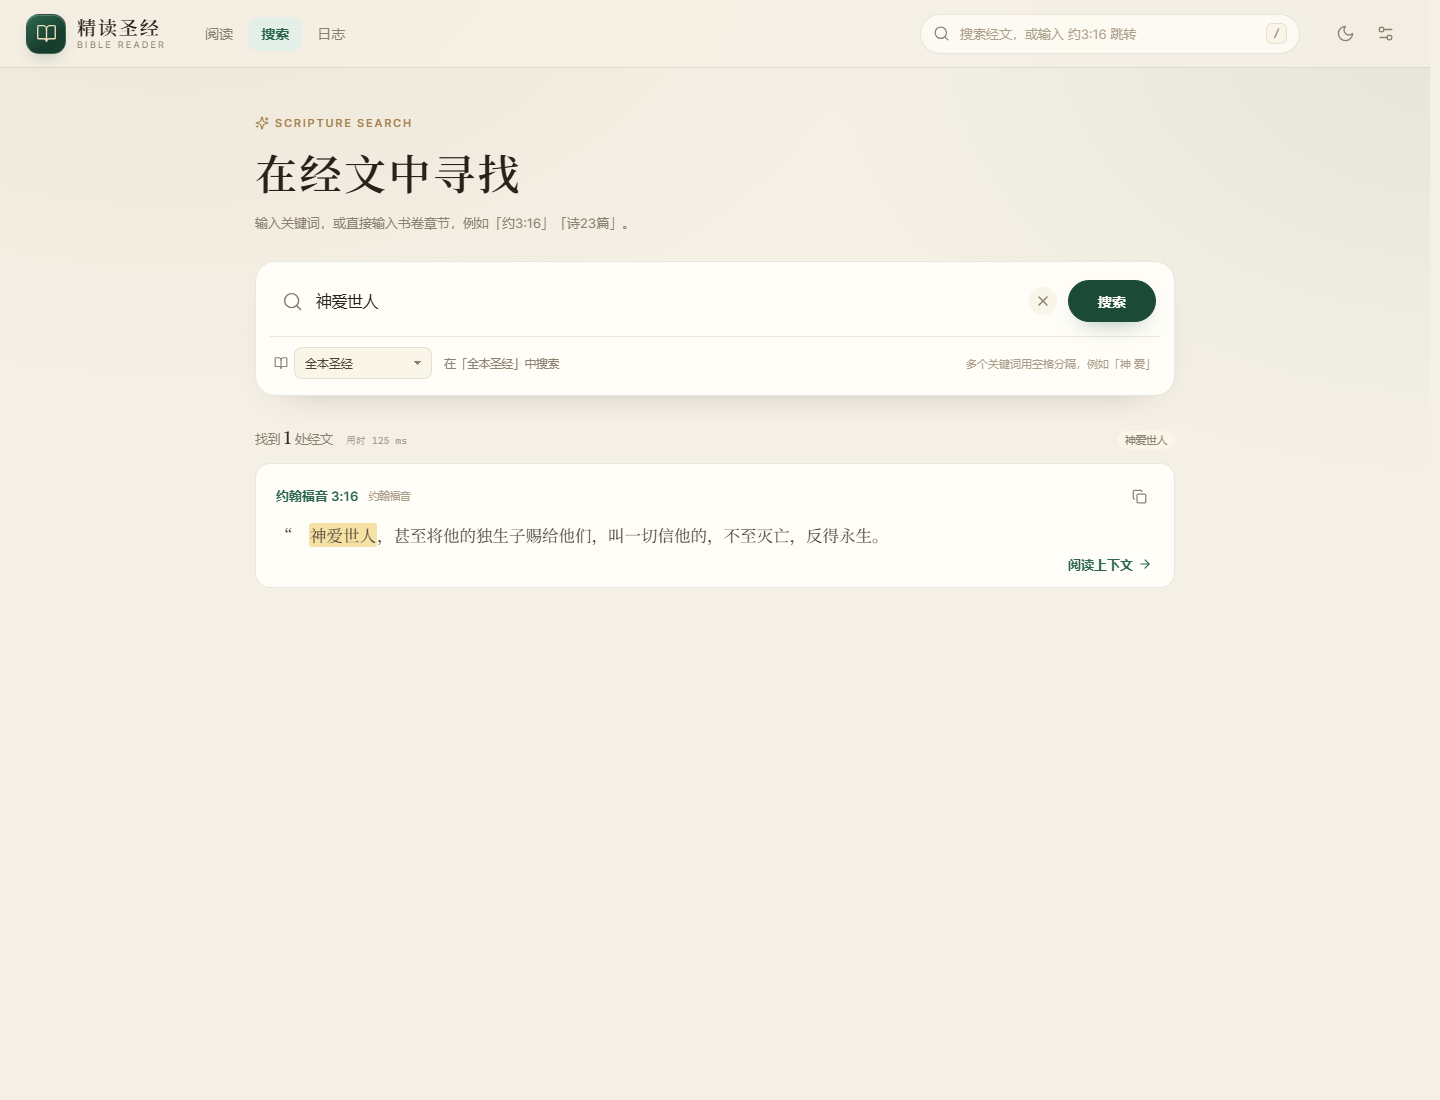 精读圣经
BIBLE READER
阅读 搜索 日志
搜索经文，或输入 约3:16 跳转 /
SCRIPTURE SEARCH
在经文中寻找
输入关键词，或直接输入书卷章节，例如「约3:16」「诗23篇」。
神爱世人
搜索
全本圣经 在「全本圣经」中搜索 多个关键词用空格分隔，例如「神 爱」
找到 1 处经文 用时 125 ms 神爱世人
约翰福音 3:16 约翰福音
“ 神爱世人，甚至将他的独生子赐给他们，叫一切信他的，不至灭亡，反得永生。
阅读上下文 →